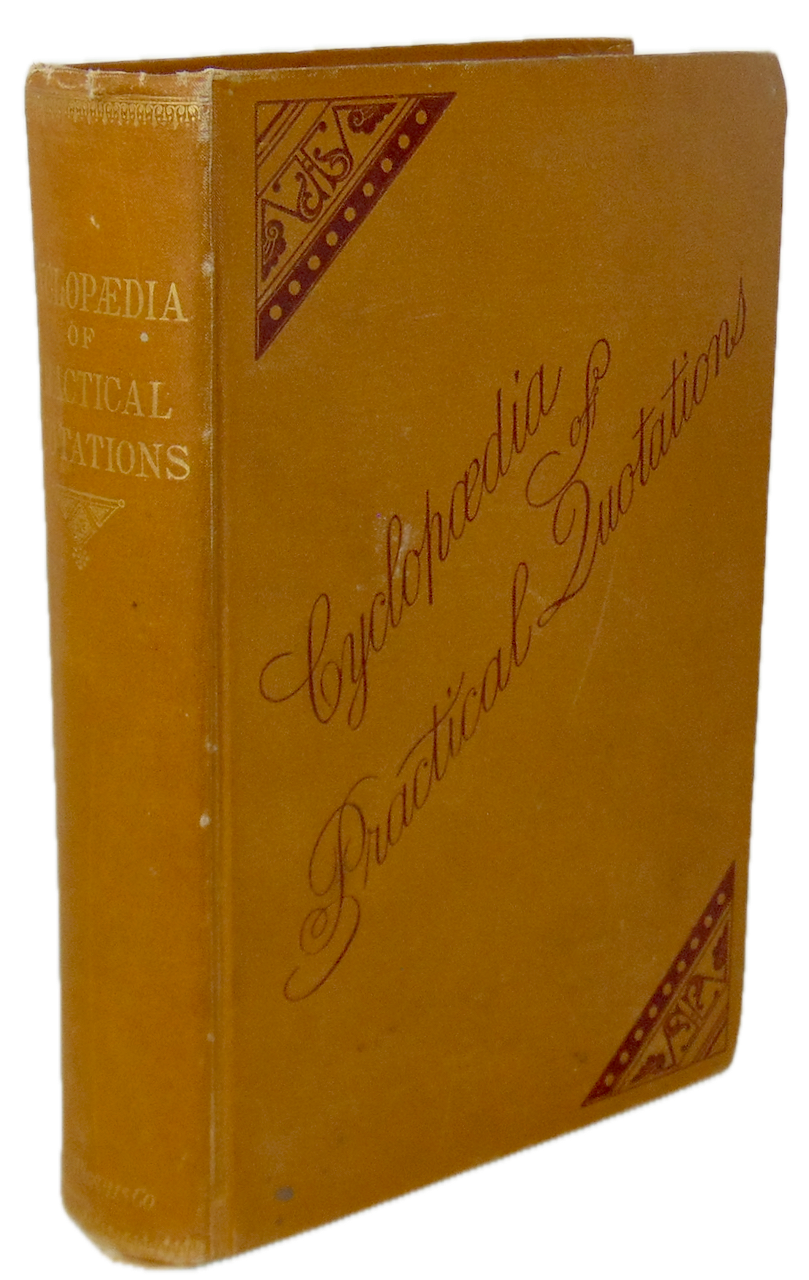 CLOPÆDIA
OF
ACTICAL
OTATIONS
Cyclopædia
of
Practical Quotations